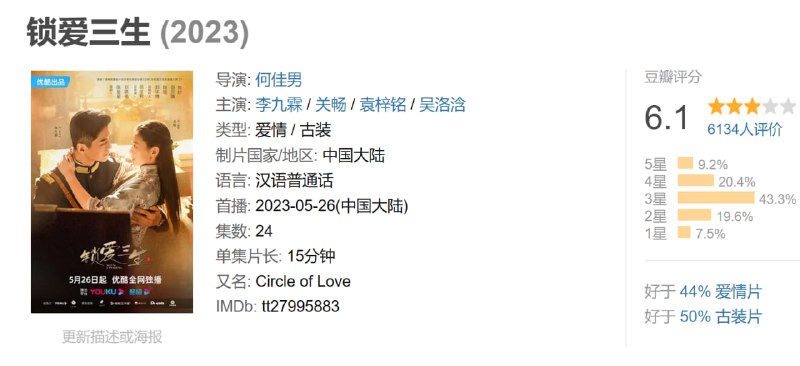 锁爱三生 (2023)
优酷出品
锁爱三生
5月26日起 优酷全网独播
YOUKU
更新描述或海报
导演: 何佳男
主演: 李九霖 / 关畅 / 袁梓铭 / 吴洛浛
类型: 爱情 / 古装
制片国家/地区: 中国大陆
语言: 汉语普通话
首播: 2023-05-26(中国大陆)
集数: 24
单集片长: 15分钟
又名: Circle of Love
IMDb: tt27995883
豆瓣评分
6.1
6134人评价
5星 9.2%
4星 20.4%
3星 43.3%
2星 19.6%
1星 7.5%
好于 44% 爱情片
好于 50% 古装片